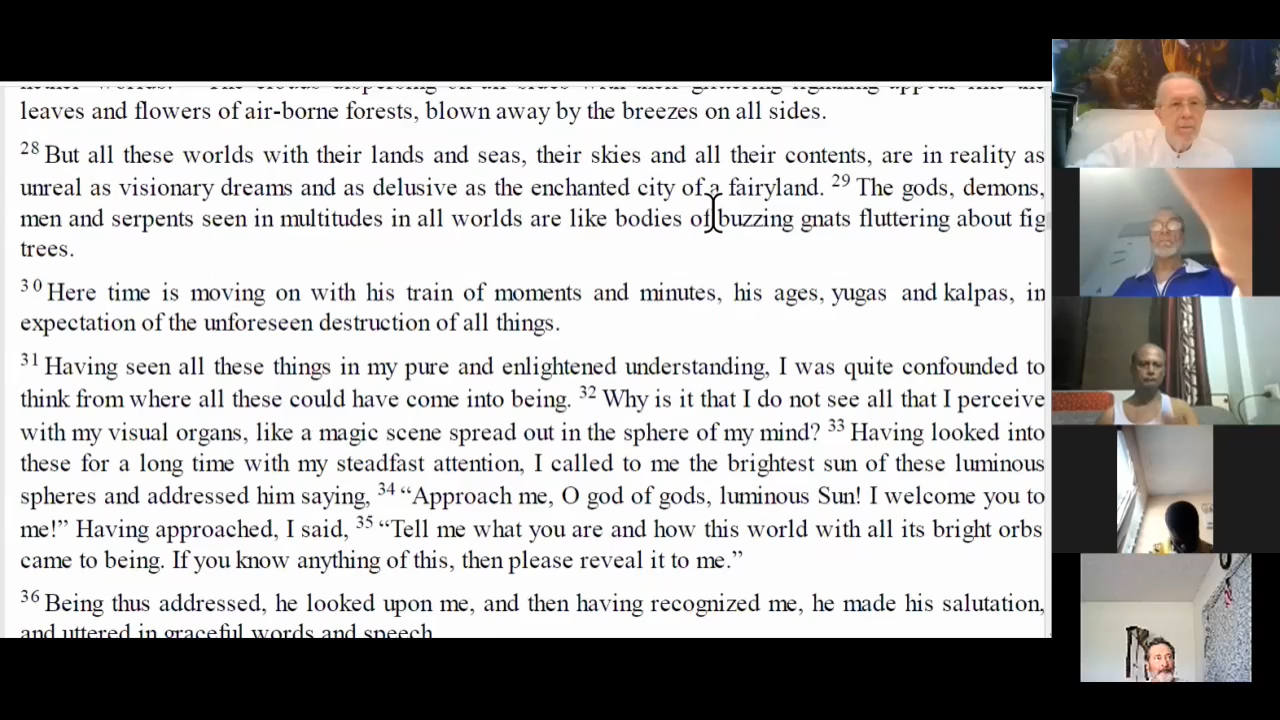 leaves and flowers of air-borne forests, blown away by the breezes on all sides.
28 But all these worlds with their lands and seas, their skies and all their contents, are in reality as
unreal as visionary dreams and as delusive as the enchanted city of a fairyland. 29 The gods, demons,
men and serpents seen in multitudes in all worlds are like bodies of buzzing gnats fluttering about fig
trees.
30 Here time is moving on with his train of moments and minutes, his ages, yugas and kalpas, in
expectation of the unforeseen destruction of all things.
31 Having seen all these things in my pure and enlightened understanding, I was quite confounded to
think from where all these could have come into being. 32 Why is it that I do not see all that I perceive
with my visual organs, like a magic scene spread out in the sphere of my mind? 33 Having looked into
these for a long time with my steadfast attention, I called to me the brightest sun of these luminous
spheres and addressed him saying, 34 “Approach me, O god of gods, luminous Sun! I welcome you to
me!” Having approached, I said, 35 “Tell me what you are and how this world with all its bright orbs
came to being. If you know anything of this, then please reveal it to me.”
36 Being thus addressed, he looked upon me, and then having recognized me, he made his salutation,
and uttered in graceful words and speech